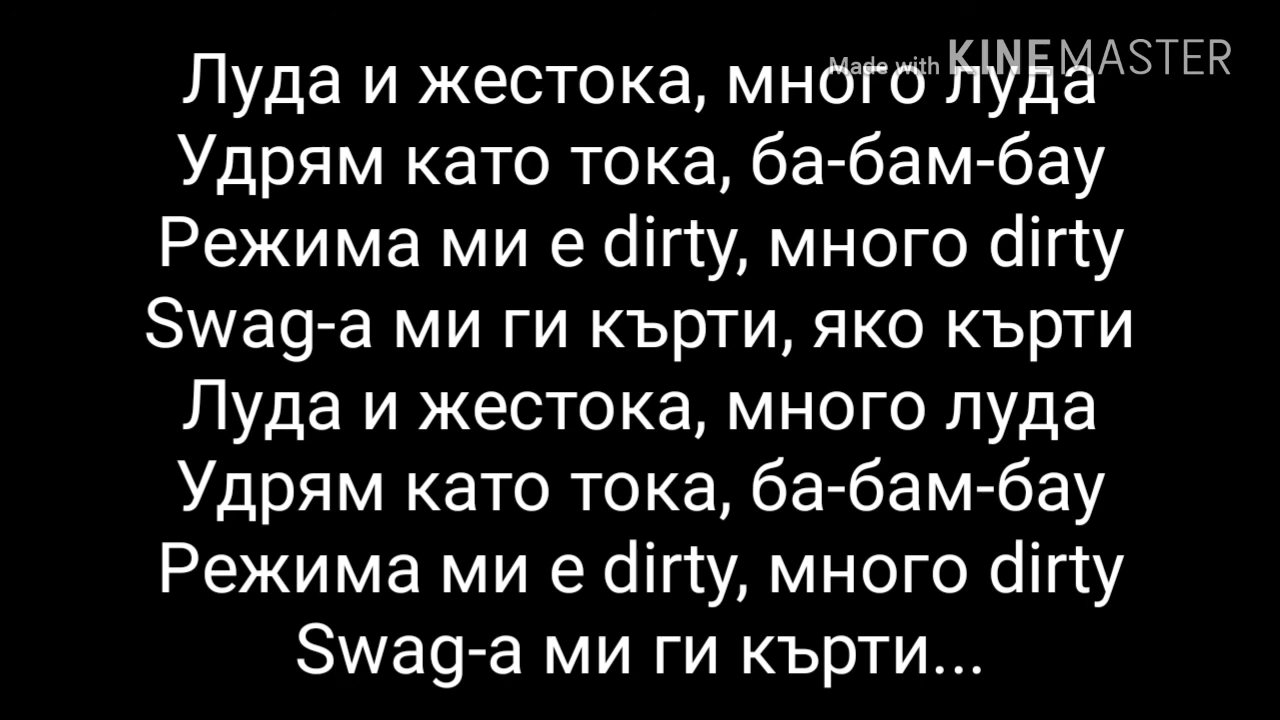 Made with KINEMASTER
Луда и жестока, много луда
Удрям като тока, ба-бам-бау
Режима ми е dirty, много dirty
Swag-а ми ги кърти, яко кърти
Луда и жестока, много луда
Удрям като тока, ба-бам-бау
Режима ми е dirty, много dirty
Swag-а ми ги кърти...